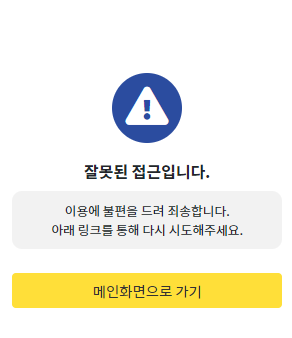 잘못된 접근입니다.
이용에 불편을 드려 죄송합니다.
아래 링크를 통해 다시 시도해주세요.
메인화면으로 가기